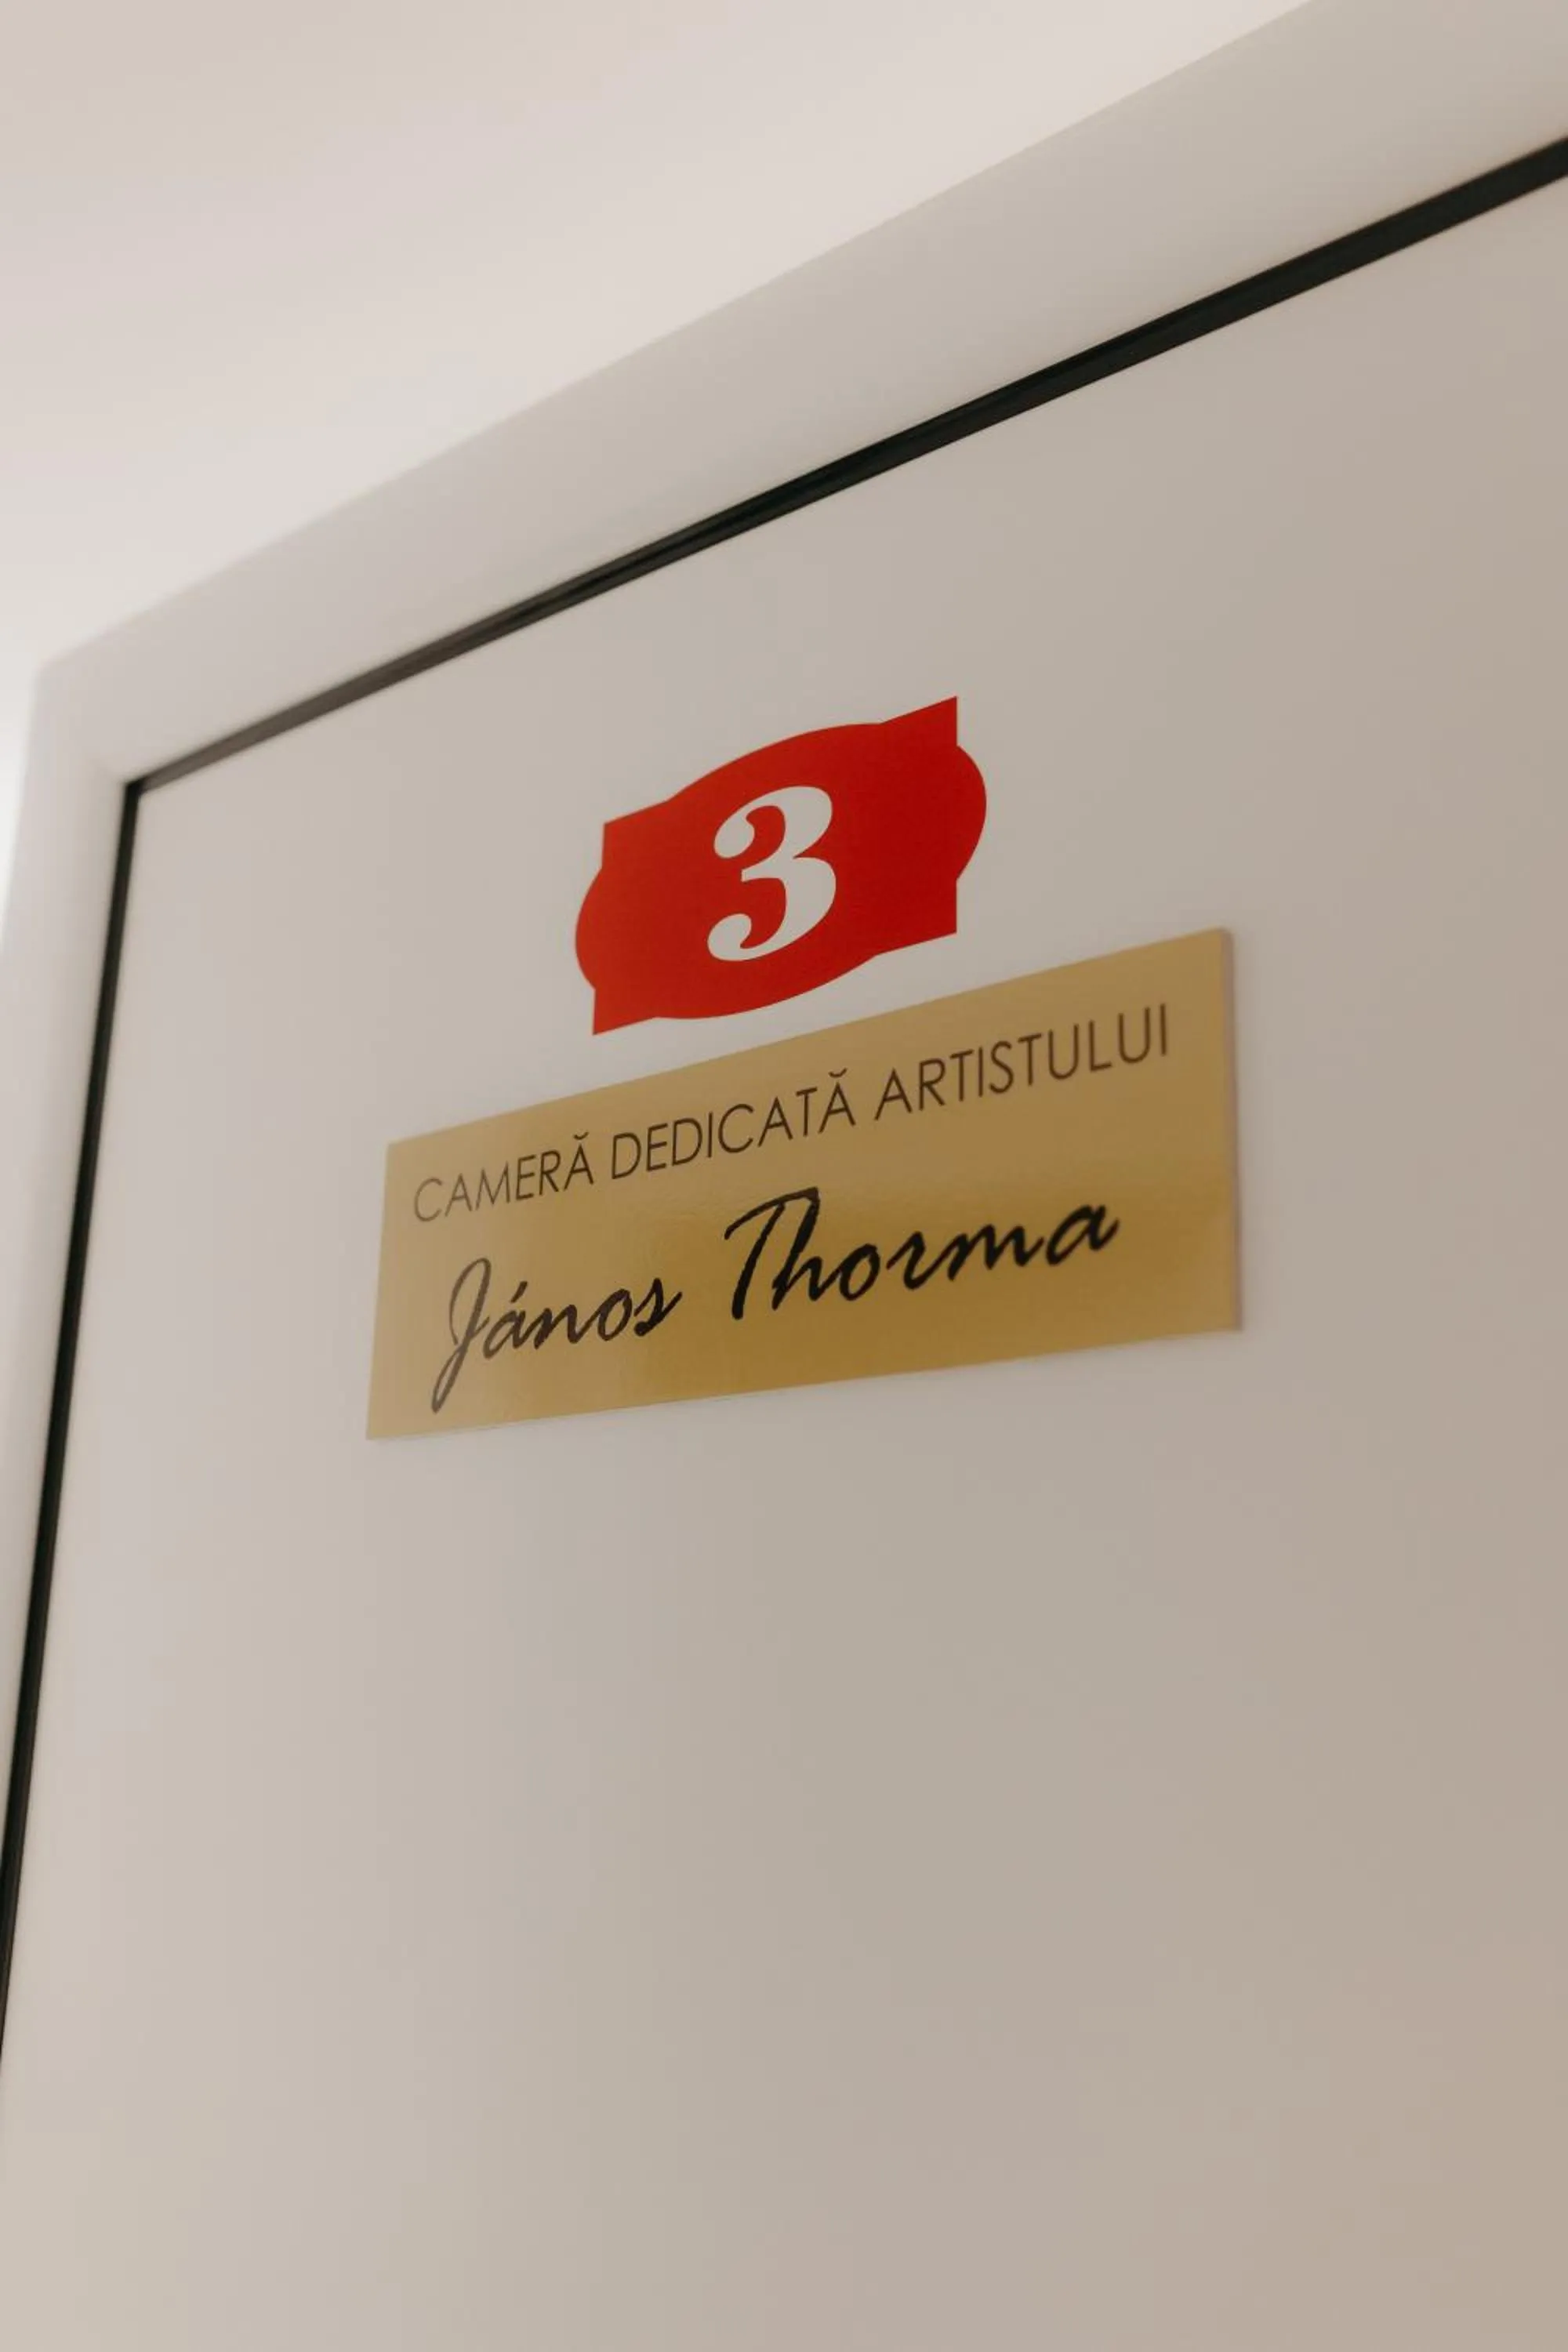 3
CAMERĂ DEDICATĂ ARTISTULUI
János Thorma